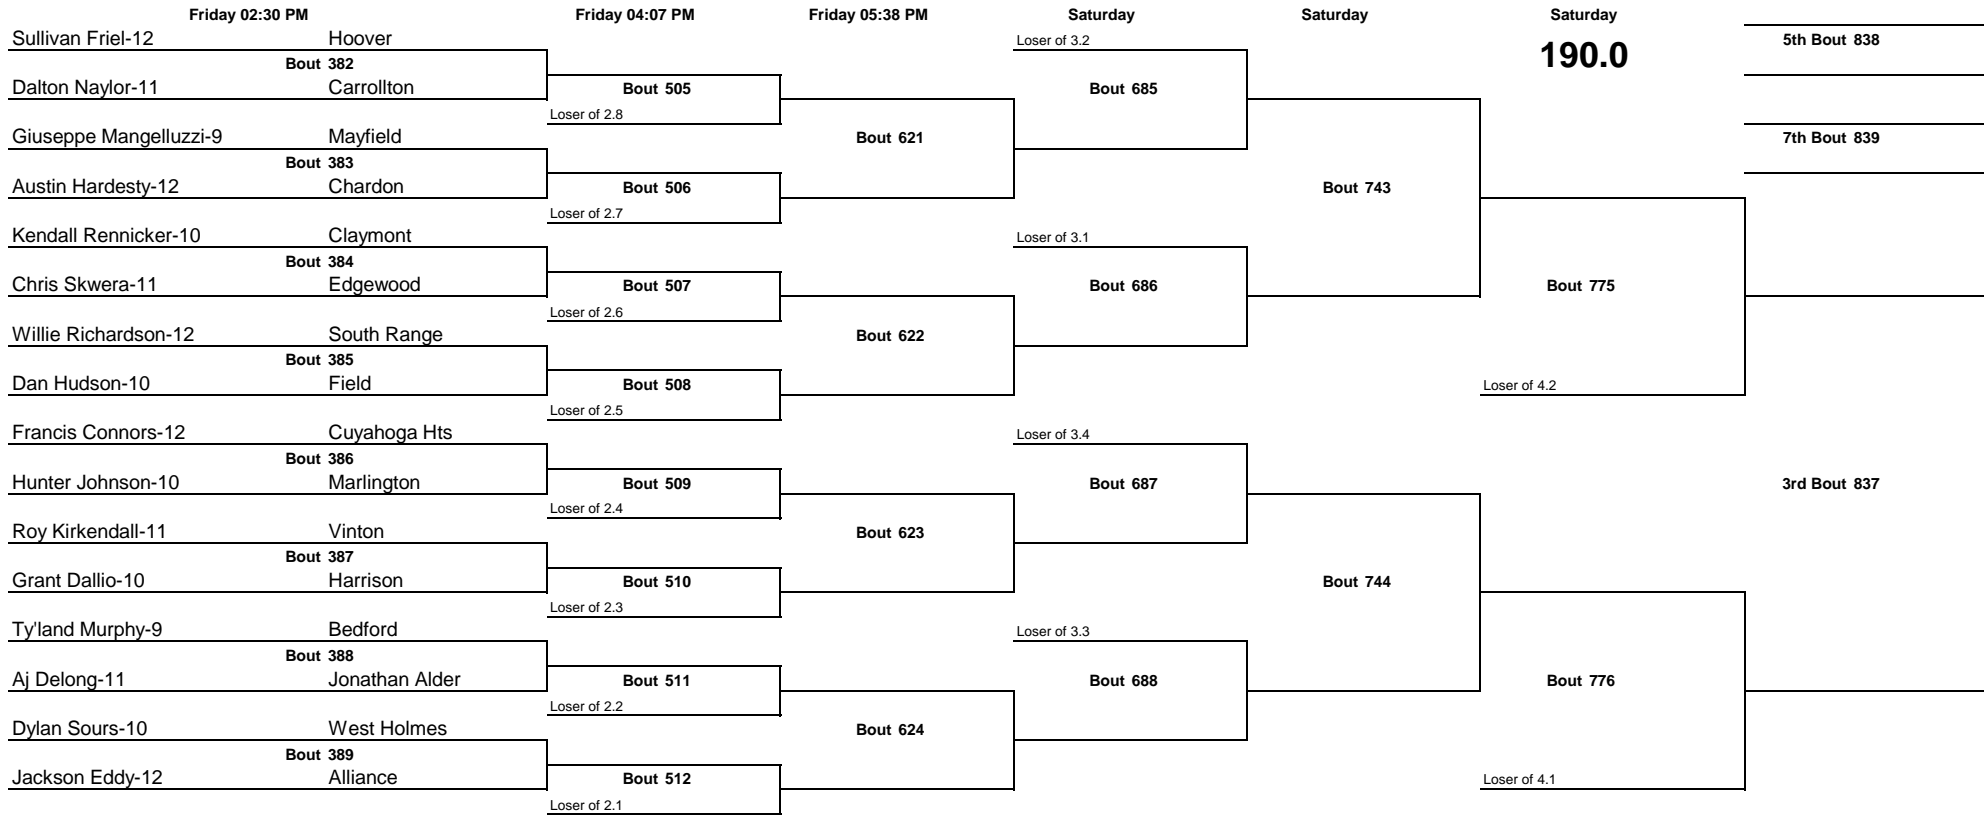 Friday 02:30 PM Friday 04:07 PM Friday 05:38 PM Saturday Saturday Saturday
Sullivan Friel-12 Hoover Loser of 3.2 5th Bout 838
190.0
Bout 382
Dalton Naylor-11 Carrollton Bout 505 Bout 685
Loser of 2.8
Giuseppe Mangelluzzi-9 Mayfield Bout 621 7th Bout 839
Bout 383
Austin Hardesty-12 Chardon Bout 506 Bout 743
Loser of 2.7
Kendall Rennicker-10 Claymont Loser of 3.1
Bout 384
Chris Skwera-11 Edgewood Bout 507 Bout 686 Bout 775
Loser of 2.6
Willie Richardson-12 South Range Bout 622
Bout 385
Dan Hudson-10 Field Bout 508 Loser of 4.2
Loser of 2.5
Francis Connors-12 Cuyahoga Hts Loser of 3.4
Bout 386
Hunter Johnson-10 Marlington Bout 509 Bout 687 3rd Bout 837
Loser of 2.4
Roy Kirkendall-11 Vinton Bout 623
Bout 387
Grant Dallio-10 Harrison Bout 510 Bout 744
Loser of 2.3
Ty'land Murphy-9 Bedford Loser of 3.3
Bout 388
Aj Delong-11 Jonathan Alder Bout 511 Bout 688 Bout 776
Loser of 2.2
Dylan Sours-10 West Holmes Bout 624
Bout 389
Jackson Eddy-12 Alliance Bout 512 Loser of 4.1
Loser of 2.1